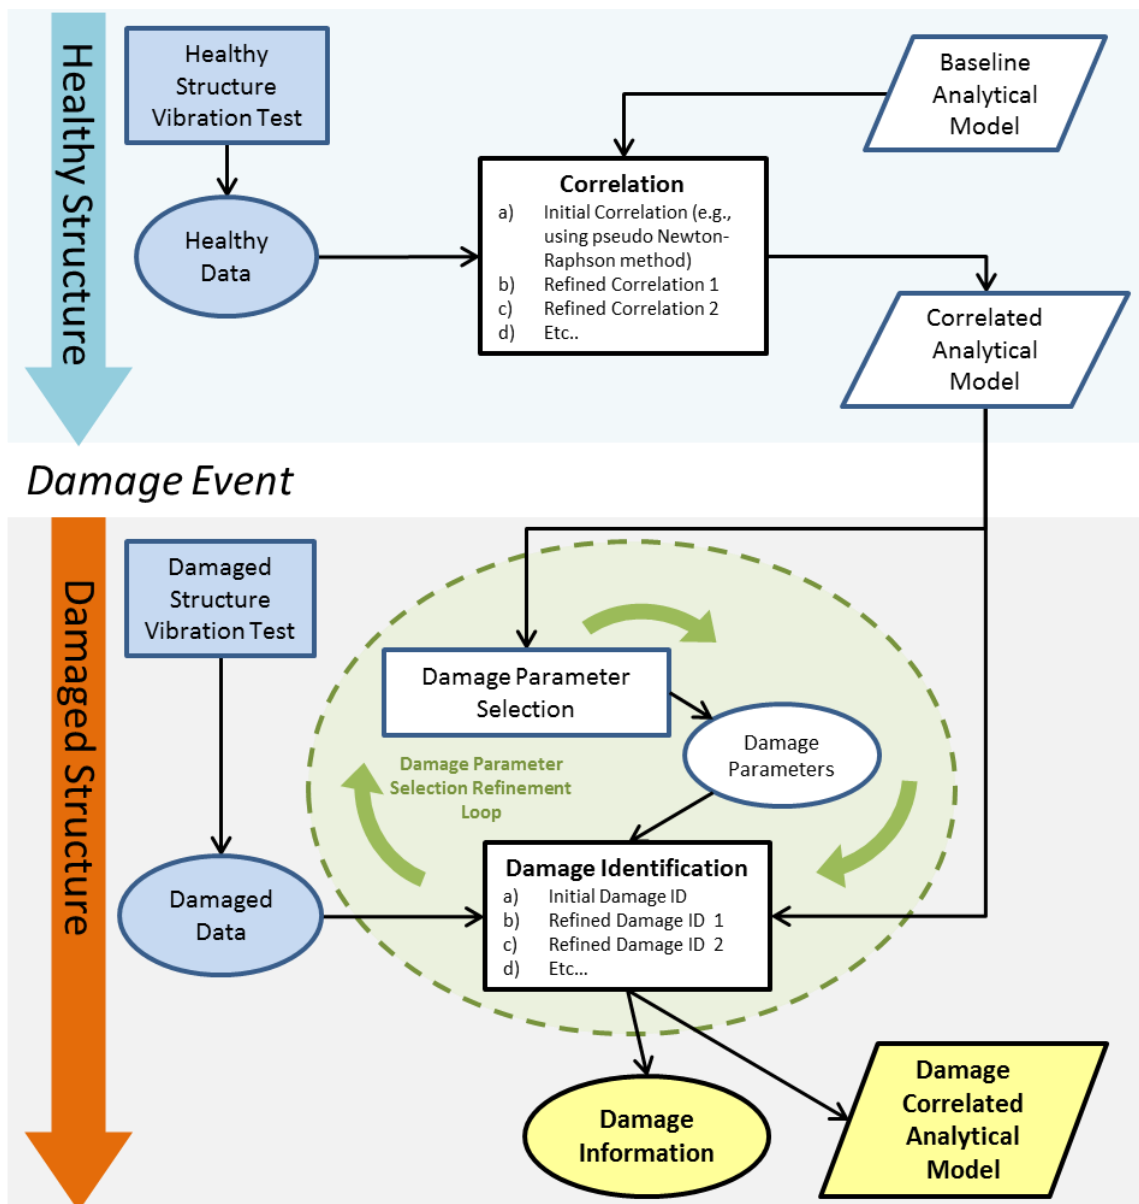 Healthy Structure
Healthy
Structure
Vibration Test
Baseline
Analytical
Model
Correlation
a) Initial Correlation (e.g.,
using pseudo Newton-
Raphson method)
b) Refined Correlation 1
c) Refined Correlation 2
d) Etc..
Healthy
Data
Correlated
Analytical
Model
Damage Event
Damaged Structure
Damaged
Structure
Vibration Test
Damage Parameter
Selection
Damage
Parameters
Damage Parameter
Selection Refinement
Loop
Damage Identification
a) Initial Damage ID
b) Refined Damage ID 1
c) Refined Damage ID 2
d) Etc...
Damaged
Data
Damage
Information
Damage
Correlated
Analytical
Model